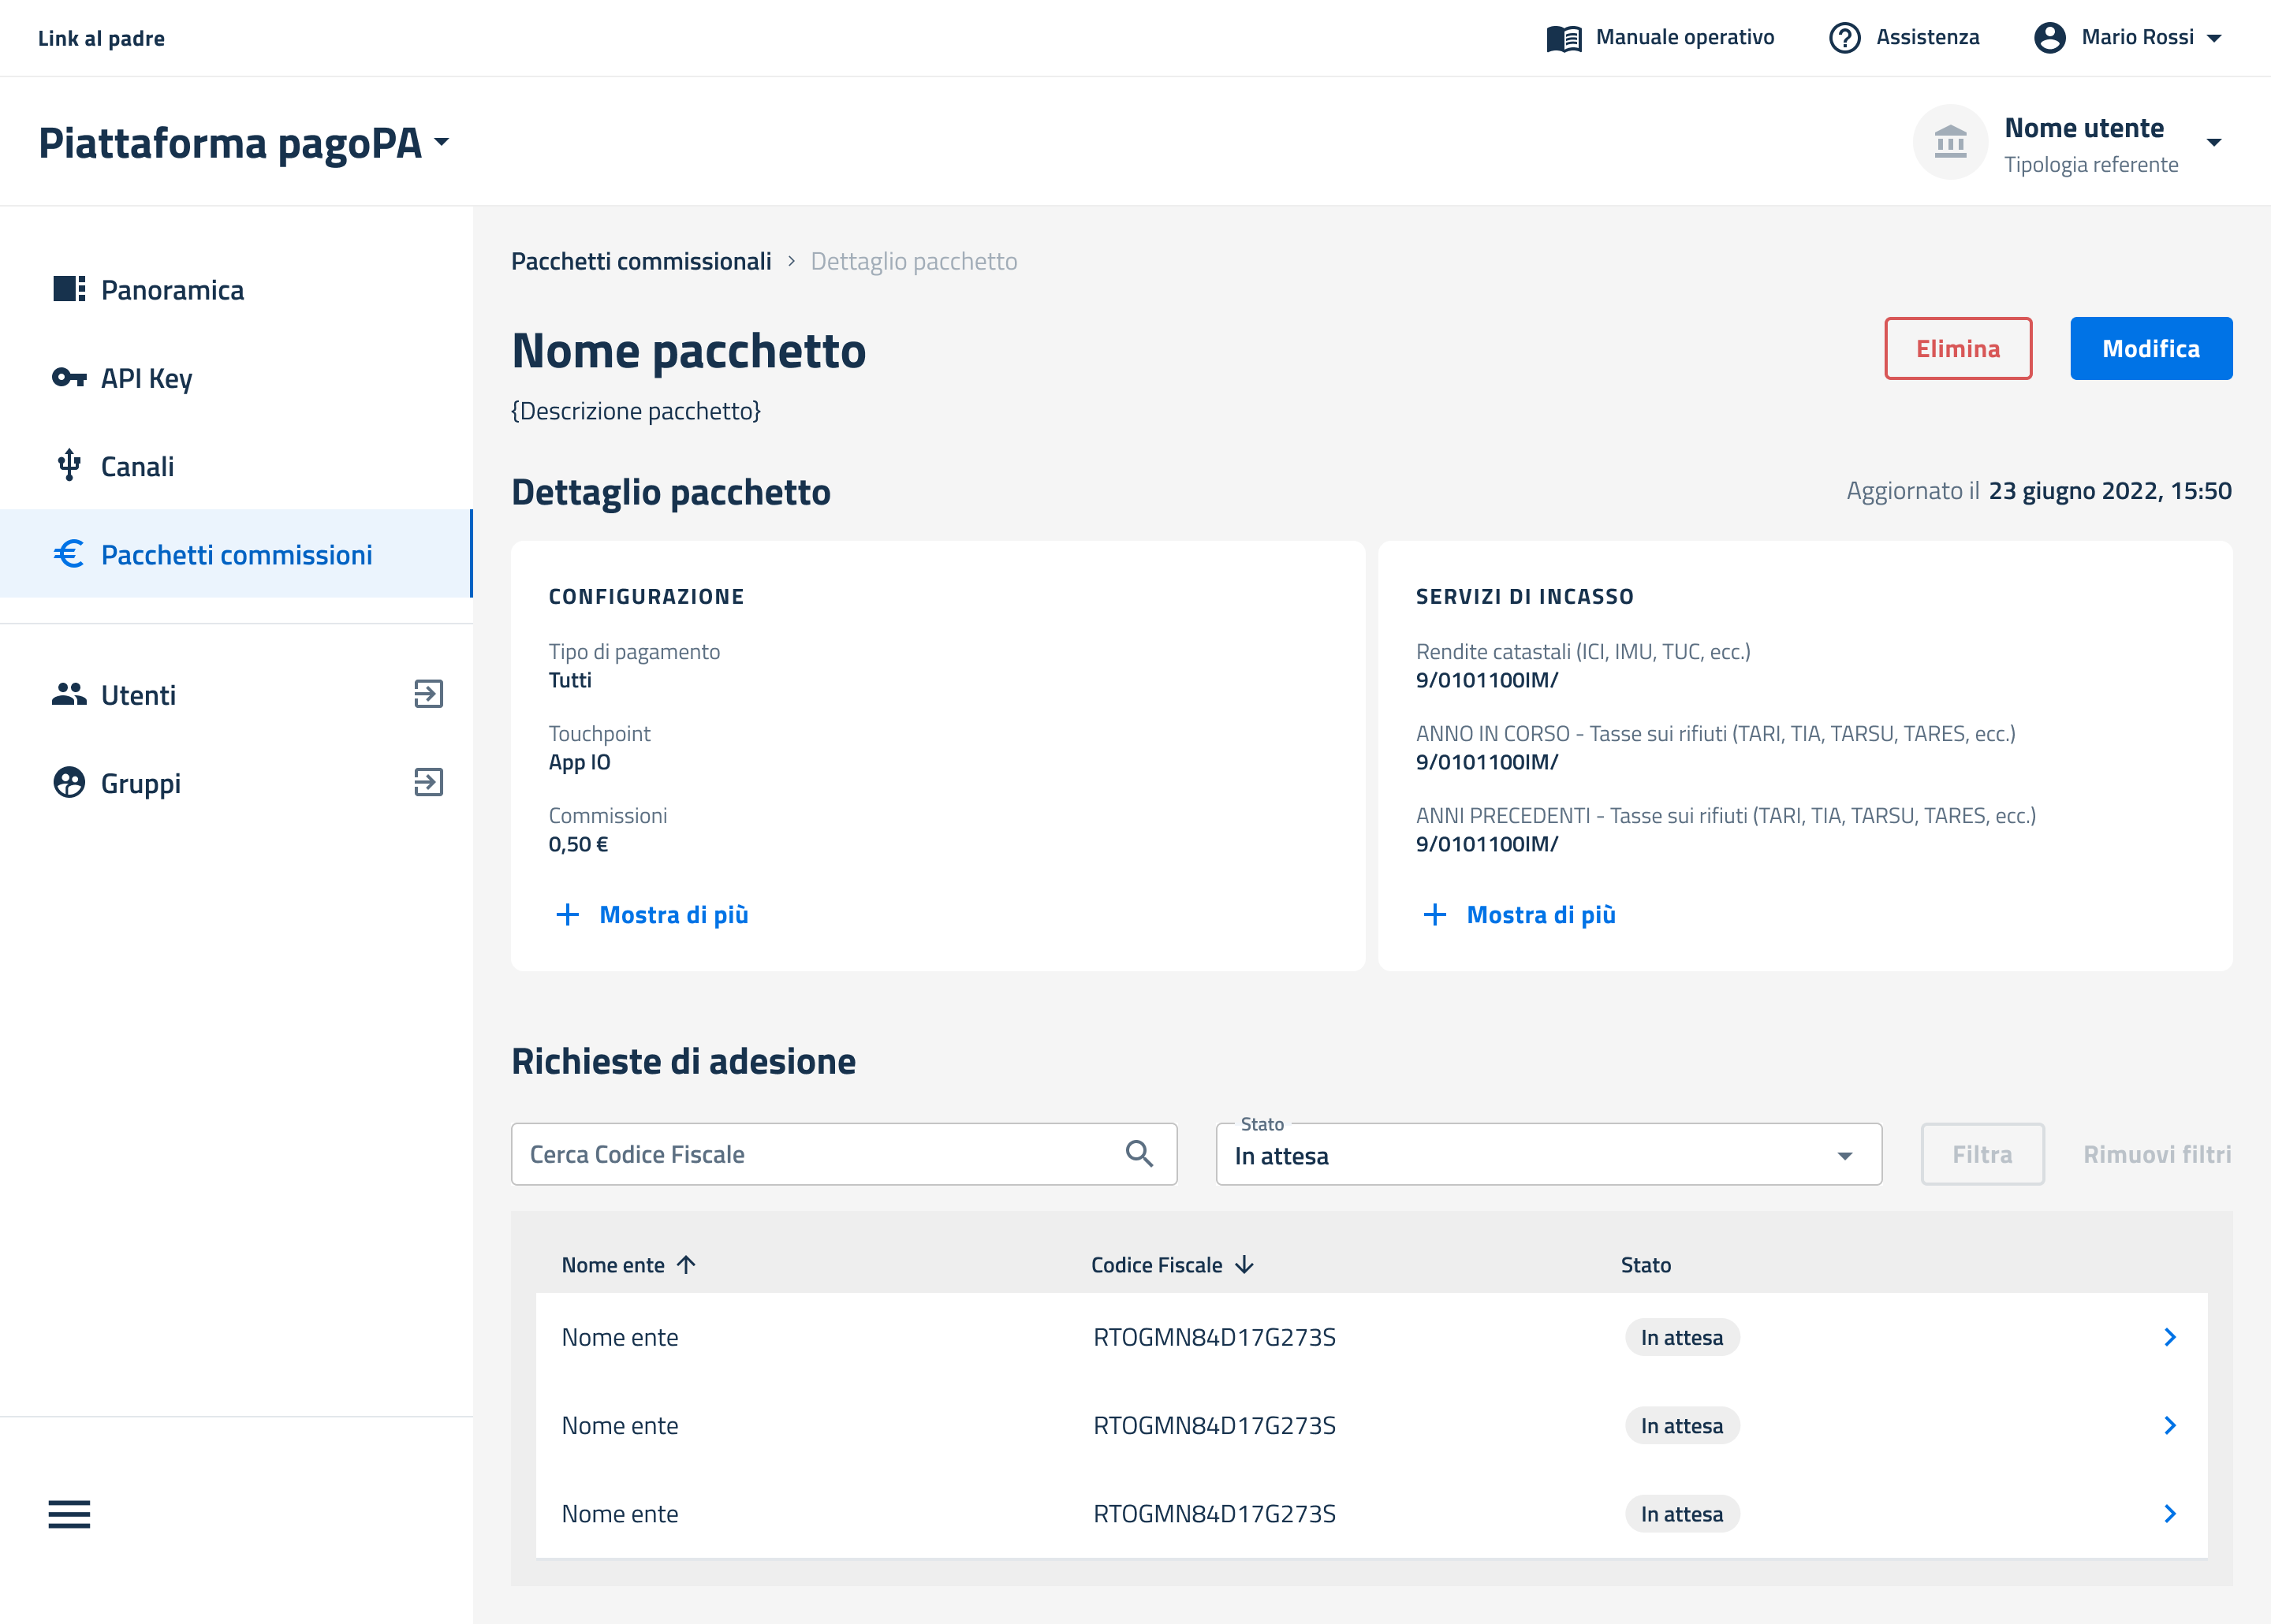 Link al padre
Manuale operativo
Assistenza
Mario Rossi
Piattaforma pagoPA
Nome utente
Tipologia referente
Panoramica
API Key
Canali
Pacchetti commissioni
Utenti
Gruppi
Pacchetti commissionali > Dettaglio pacchetto
Nome pacchetto
Elimina
Modifica
{Descrizione pacchetto}
Dettaglio pacchetto
Aggiornato il 23 giugno 2022, 15:50
CONFIGURAZIONE
Tipo di pagamento
Tutti
Touchpoint
App IO
Commissioni
0,50 €
Mostra di più
SERVIZI DI INCASSO
Rendite catastali (ICI, IMU, TUC, ecc.)
9/0101100IM/
ANNO IN CORSO - Tasse sui rifiuti (TARI, TIA, TARSU, TARES, ecc.)
9/0101100IM/
ANNI PRECEDENTI - Tasse sui rifiuti (TARI, TIA, TARSU, TARES, ecc.)
9/0101100IM/
Mostra di più
Richieste di adesione
Cerca Codice Fiscale
Stato
In attesa
Filtra
Rimuovi filtri
Nome ente Codice Fiscale Stato
Nome ente RTOGMN84D17G273S In attesa
Nome ente RTOGMN84D17G273S In attesa
Nome ente RTOGMN84D17G273S In attesa